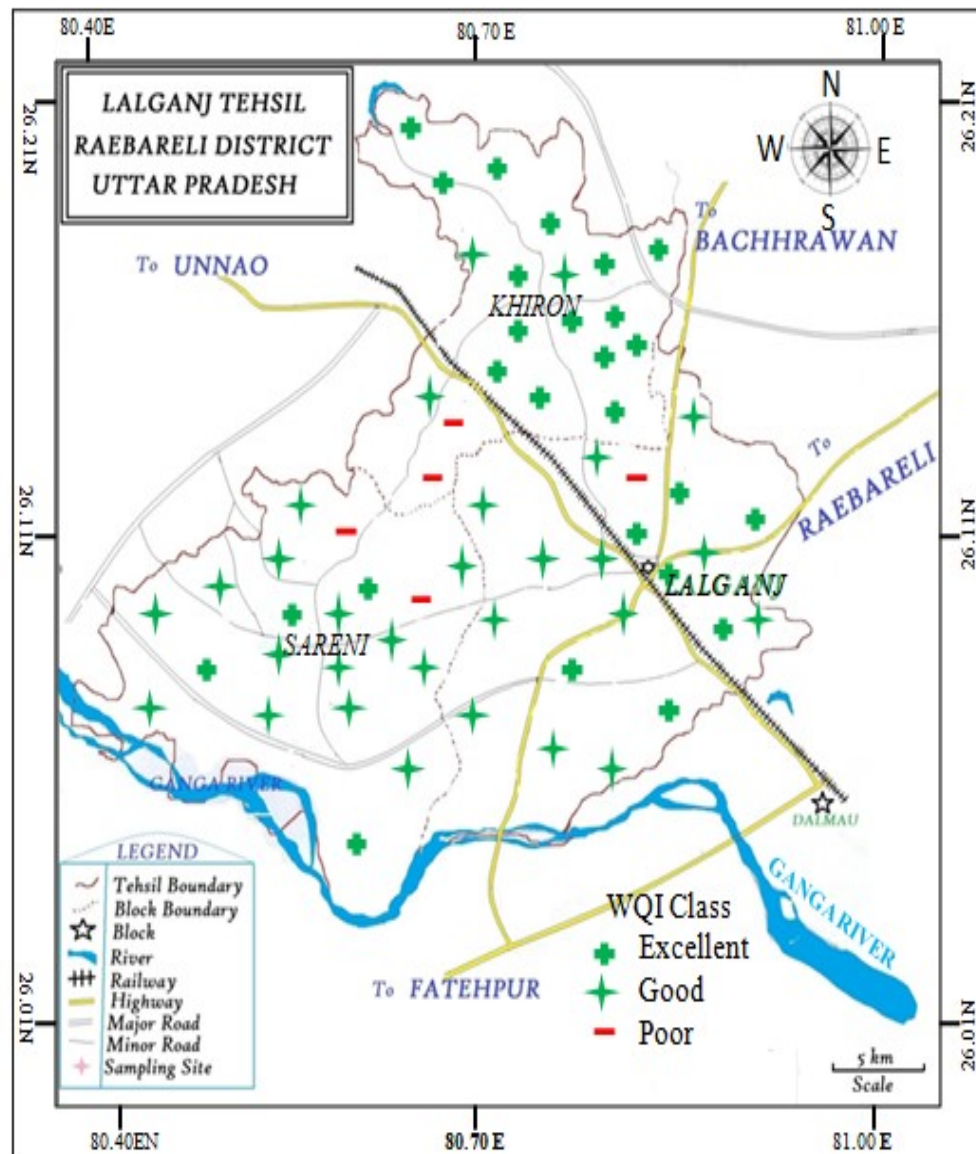 80.40E
80.70 E
81.00 E
26.21N
26.21N
LALGANJ TEHSIL
RAEBARELI DISTRICT
UTTAR PRADESH
N
W
E
S
To UNNAO
To
BACHHRAWAN
KHIRON
To
RAEBARELI
26.11N
26.11N
LALGANJ
SARENI
GANGA RIVER
DALMAU
GANGA RIVER
LEGEND
Tehsil Boundary
Block Boundary
Block
River
Railway
Highway
Major Road
Minor Road
Sampling Site
WQI Class
Excellent
Good
Poor
To FATEHPUR
26.01N
26.01N
5 km
Scale
80.40EN
80.70 E
81.00 E